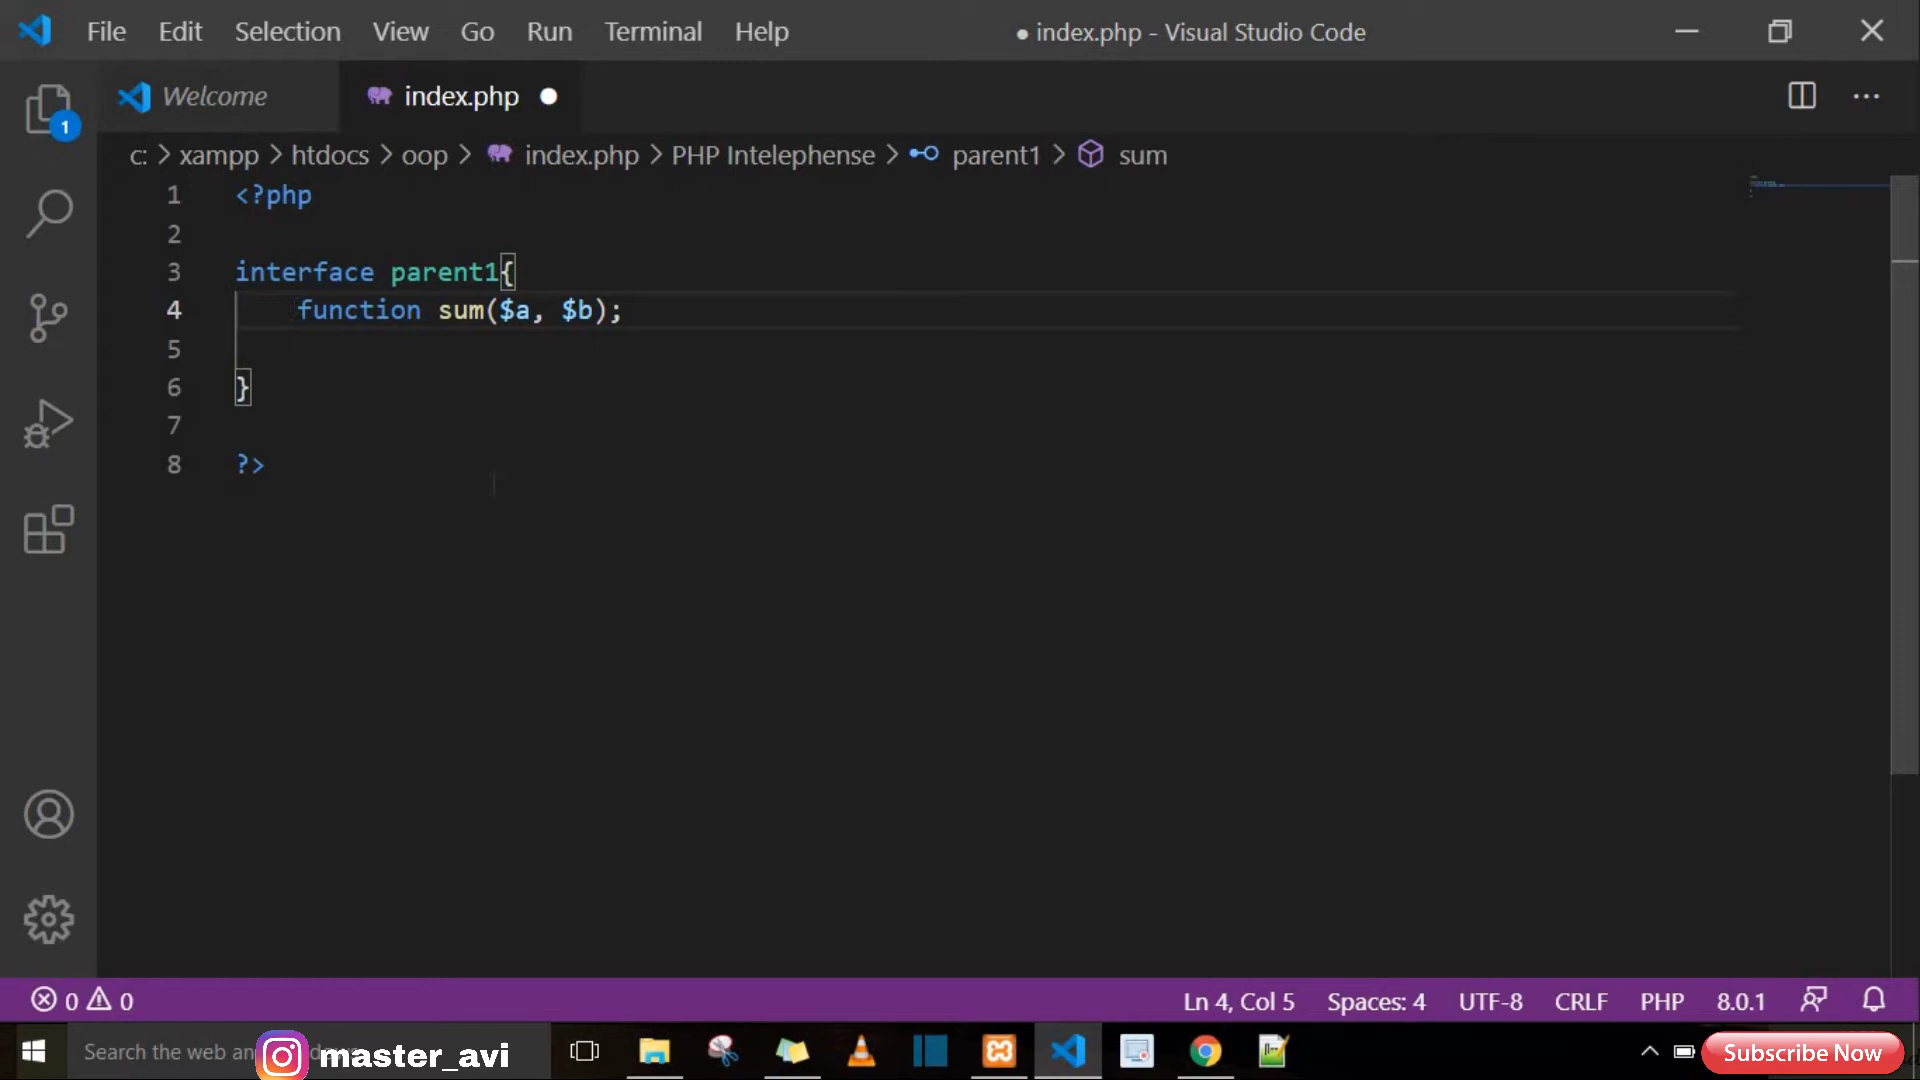 File Edit Selection View Go Run Terminal Help ● index.php - Visual Studio Code
Welcome index.php ●
1
c: > xampp > htdocs > oop > index.php > PHP Intelephense > parent1 > sum
1 <?php
2
3 interface parent1{
4 function sum($a, $b);
5
6 }
7
8 ?>
0 0 Ln 4, Col 5 Spaces: 4 UTF-8 CRLF PHP 8.0.1
Search the web an master_avi Subscribe Now